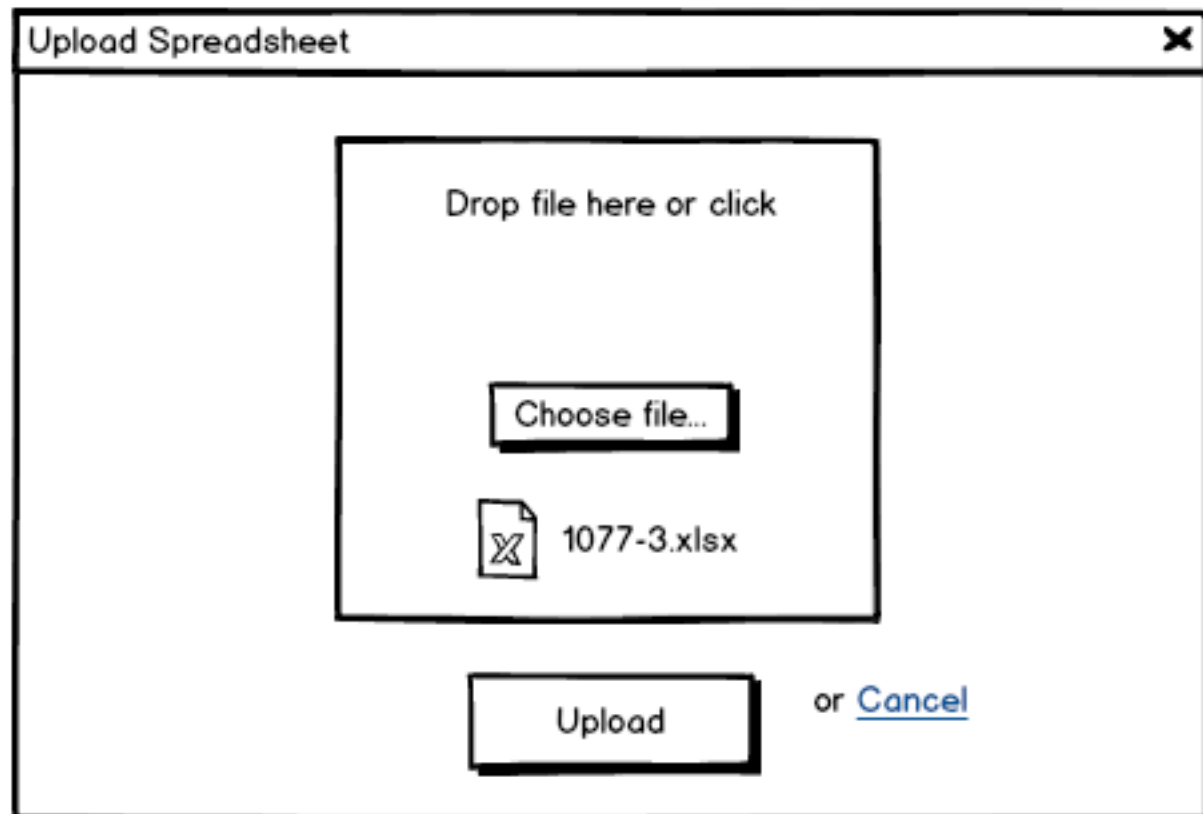 Upload Spreadsheet
Drop file here or click
Choose file...
X 1077-3.xlsx
Upload or Cancel